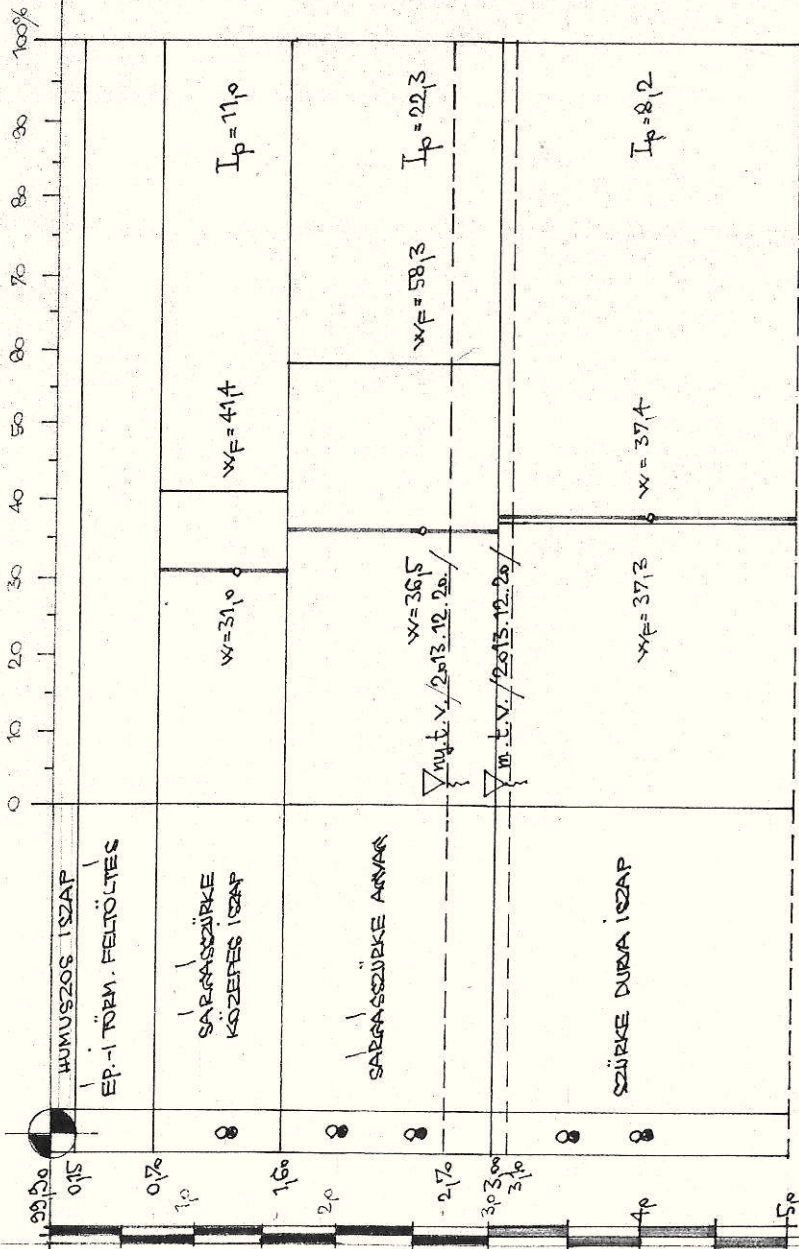 0 10 20 30 40 50 60 70 80 90 100%
99,90
HUMUSZOS ISZAP
0,15
ÉP.-I TÖRM. FELTÖLTÉS
0,70
1,0
SÁRGÁSSZÜRKE
KÖZEPES ISZAP
w=31,0
wF=41,4
Ip=11,0
1,60
2,0
SÁRGÁSSZÜRKE AGYAG
w=36,5
wF=58,3
Ip=22,3
2,70
ny.t.v. /2013.12.20./
3,0 3,00
m.t.v. /2013.12.20/
3,10
SZÜRKE DURVA ISZAP
wF=37,3
w=37,4
Ip=8,2
4,0
5,0